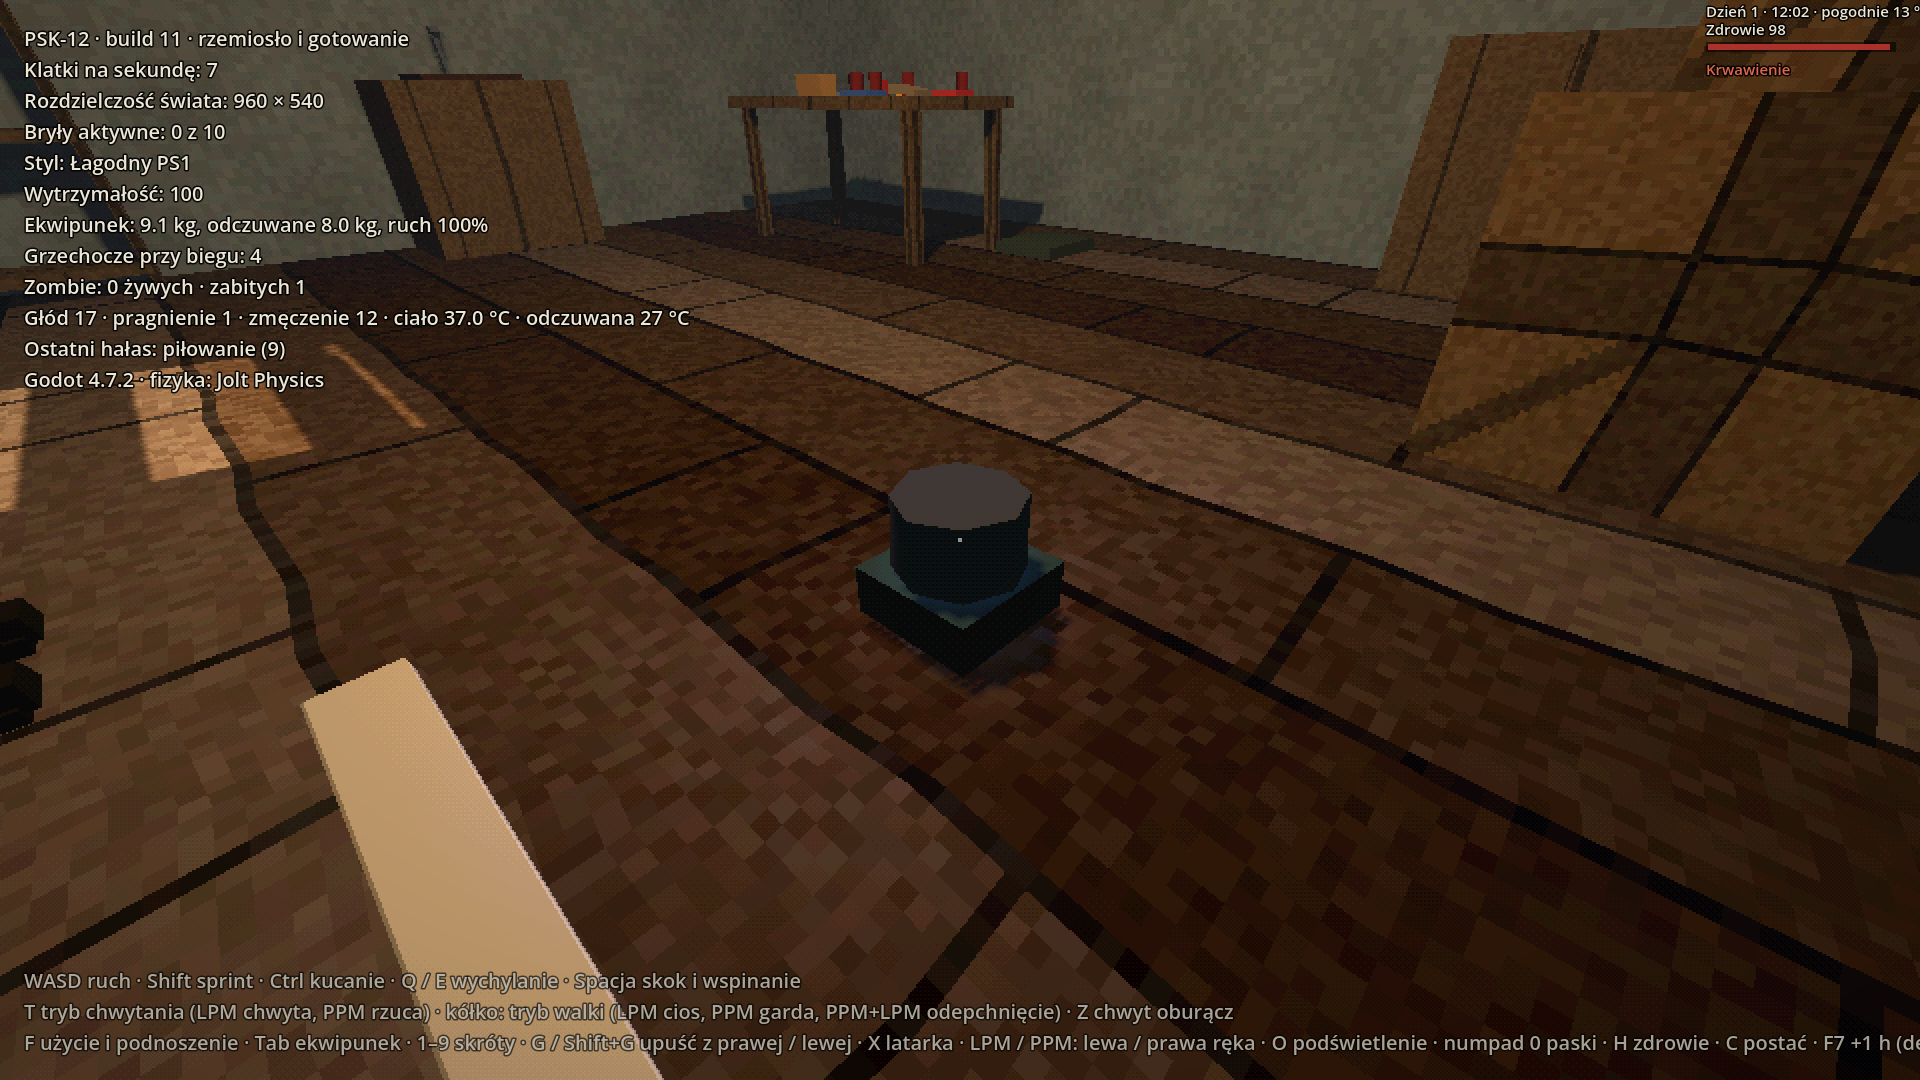 PSK-12 · build 11 · rzemiosło i gotowanie
Klatki na sekundę: 7
Rozdzielczość świata: 960 × 540
Bryły aktywne: 0 z 10
Styl: Łagodny PS1
Wytrzymałość: 100
Ekwipunek: 9.1 kg, odczuwane 8.0 kg, ruch 100%
Grzechocze przy biegu: 4
Zombie: 0 żywych · zabitych 1
Głód 17 · pragnienie 1 · zmęczenie 12 · ciało 37.0 °C · odczuwana 27 °C
Ostatni hałas: piłowanie (9)
Godot 4.7.2 · fizyka: Jolt Physics
Dzień 1 · 12:02 · pogodnie 13 °
Zdrowie 98
Krwawienie
WASD ruch · Shift sprint · Ctrl kucanie · Q / E wychylanie · Spacja skok i wspinanie
T tryb chwytania (LPM chwyta, PPM rzuca) · kółko: tryb walki (LPM cios, PPM garda, PPM+LPM odepchnięcie) · Z chwyt oburącz
F użycie i podnoszenie · Tab ekwipunek · 1–9 skróty · G / Shift+G upuść z prawej / lewej · X latarka · LPM / PPM: lewa / prawa ręka · O podświetlenie · numpad 0 paski · H zdrowie · C postać · F7 +1 h